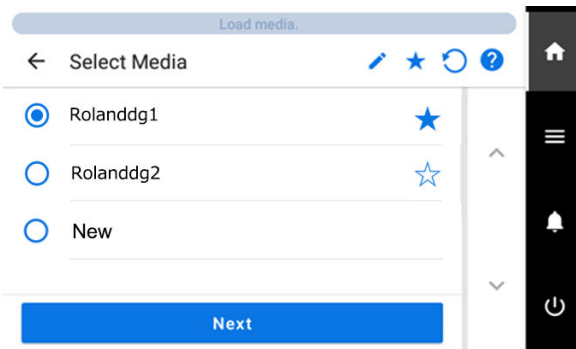 Load media.
Select Media
Rolanddg1
Rolanddg2
New
Next